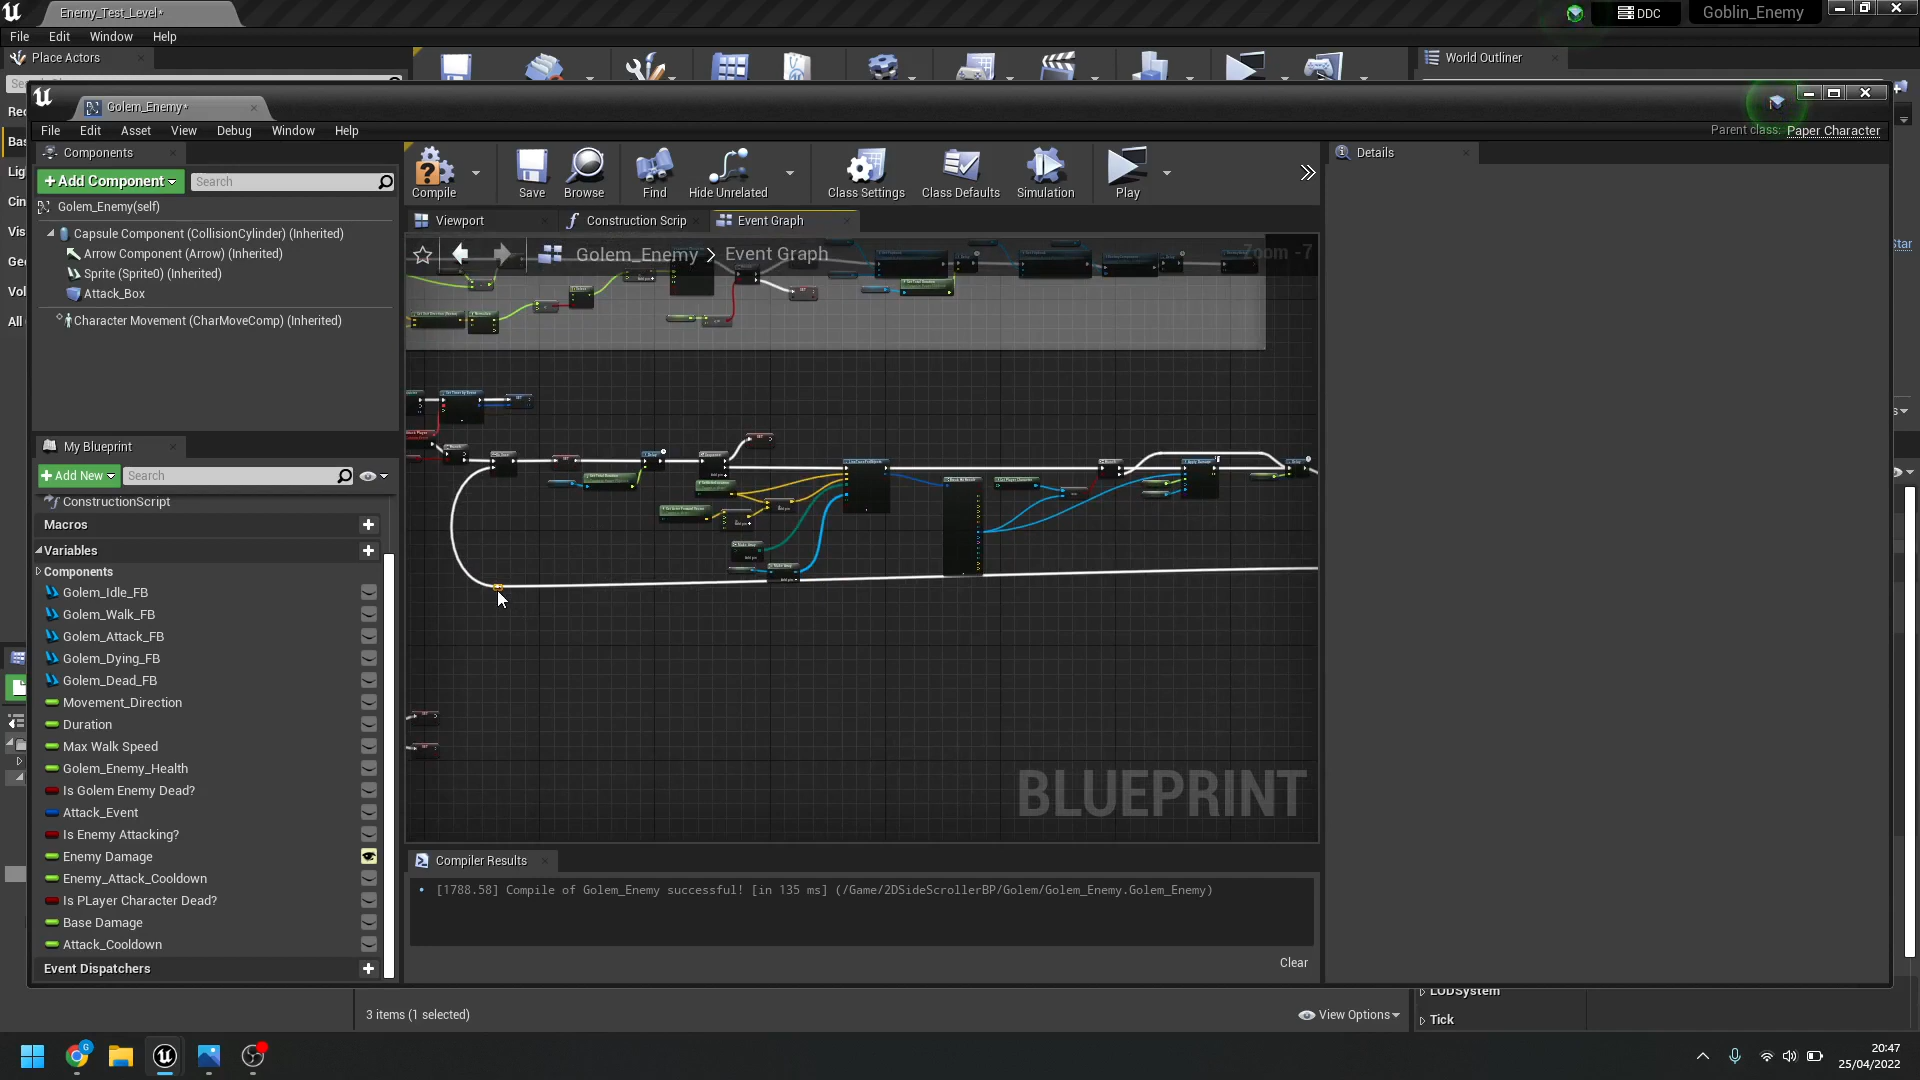 Enemy_Test_Level*
DDC
Goblin_Enemy
File Edit Window Help
Place Actors
World Outliner
Golem_Enemy*
File Edit Asset View Debug Window Help
Parent class: Paper Character
Components
+ Add Component
Search
Golem_Enemy(self)
Capsule Component (CollisionCylinder) (Inherited)
Arrow Component (Arrow) (Inherited)
Sprite (Sprite0) (Inherited)
Attack_Box
Character Movement (CharMoveComp) (Inherited)
My Blueprint
+ Add New
Search
ConstructionScript
Macros
Variables
Components
Golem_Idle_FB
Golem_Walk_FB
Golem_Attack_FB
Golem_Dying_FB
Golem_Dead_FB
Movement_Direction
Duration
Max Walk Speed
Golem_Enemy_Health
Is Golem Enemy Dead?
Attack_Event
Is Enemy Attacking?
Enemy Damage
Enemy_Attack_Cooldown
Is PLayer Character Dead?
Base Damage
Attack_Cooldown
Event Dispatchers
Compile
Save
Browse
Find
Hide Unrelated
Class Settings
Class Defaults
Simulation
Play
Viewport
Construction Scrip
Event Graph
Golem_Enemy > Event Graph
Zoom -7
BLUEPRINT
Compiler Results
[1788.58] Compile of Golem_Enemy successful! [in 135 ms] (/Game/2DSideScrollerBP/Golem/Golem_Enemy.Golem_Enemy)
Clear
Details
3 items (1 selected)
View Options
LODSystem
Tick
20:47
25/04/2022